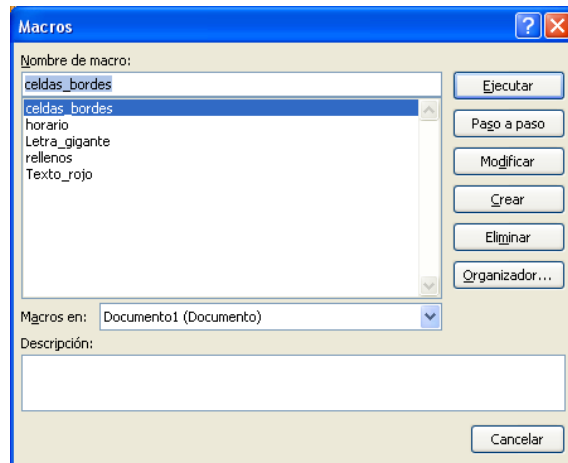 Macros
Nombre de macro:
celdas_bordes
celdas_bordes
horario
Letra_gigante
rellenos
Texto_rojo
Ejecutar
Paso a paso
Modificar
Crear
Eliminar
Organizador...
Macros en: Documento1 (Documento)
Descripción:
Cancelar